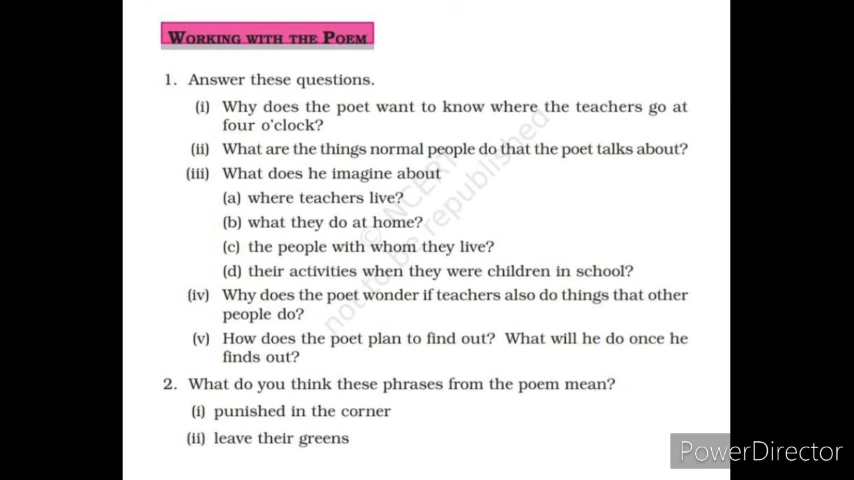 WORKING WITH THE POEM
1. Answer these questions.
(i) Why does the poet want to know where the teachers go at
four o'clock?
(ii) What are the things normal people do that the poet talks about?
(iii) What does he imagine about
(a) where teachers live?
(b) what they do at home?
(c) the people with whom they live?
(d) their activities when they were children in school?
(iv) Why does the poet wonder if teachers also do things that other
people do?
(v) How does the poet plan to find out? What will he do once he
finds out?
2. What do you think these phrases from the poem mean?
(i) punished in the corner
(ii) leave their greens
© NCERT
not to be republished
PowerDirector